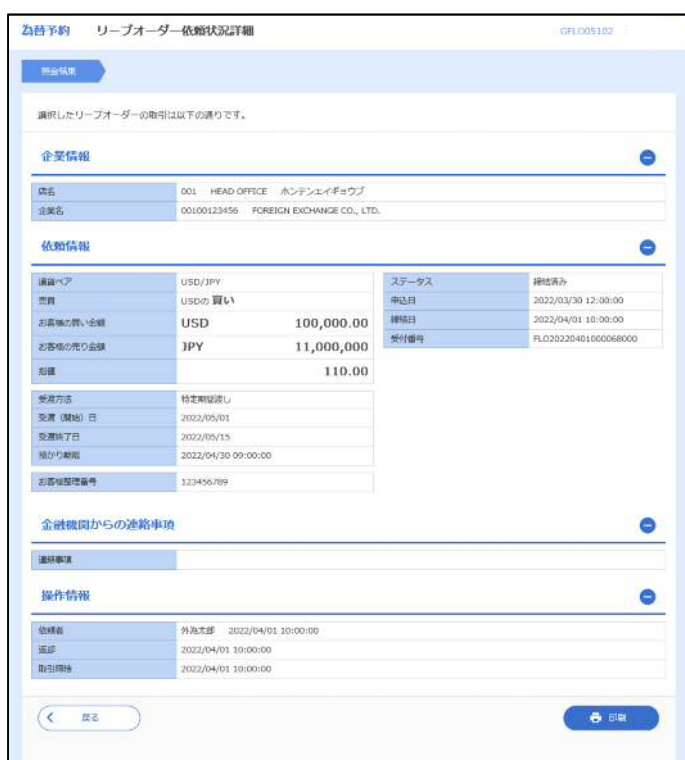 為替予約 リーブオーダー依頼状況詳細 GFLO05102
照会結果
選択したリーブオーダーの取引は以下の通りです。
企業情報
店名 001 HEAD OFFICE ホンテンエイギョウブ
企業名 00100123456 FOREIGN EXCHANGE CO., LTD.
依頼情報
通貨ペア USD/JPY
売買 USDの 買い
お客様の買い金額 USD 100,000.00
お客様の売り金額 JPY 11,000,000
指値 110.00
受渡方法 特定期間渡し
受渡(開始)日 2022/05/01
受渡終了日 2022/05/15
預かり期限 2022/04/30 09:00:00
お客様整理番号 123456789
ステータス 締結済み
申込日 2022/03/30 12:00:00
締結日 2022/04/01 10:00:00
受付番号 FLO20220401000068000
金融機関からの連絡事項
連絡事項
操作情報
依頼者 外為太郎 2022/04/01 10:00:00
返却 2022/04/01 10:00:00
取引締結 2022/04/01 10:00:00
戻る
印刷